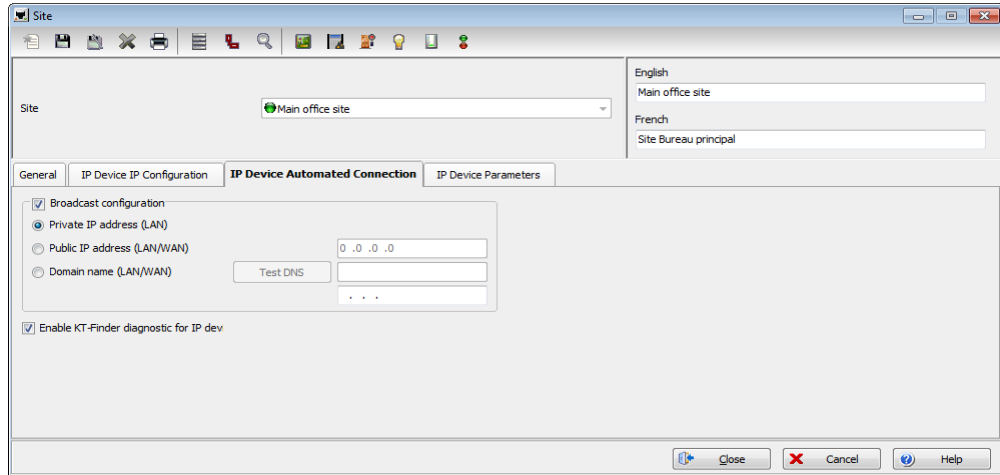 Site
Site
Main office site
English
Main office site
French
Site Bureau principal
General
IP Device IP Configuration
IP Device Automated Connection
IP Device Parameters
Broadcast configuration
Private IP address (LAN)
Public IP address (LAN/WAN)
0 .0 .0 .0
Domain name (LAN/WAN)
Test DNS
. . .
Enable KT-Finder diagnostic for IP devi
Close
Cancel
Help